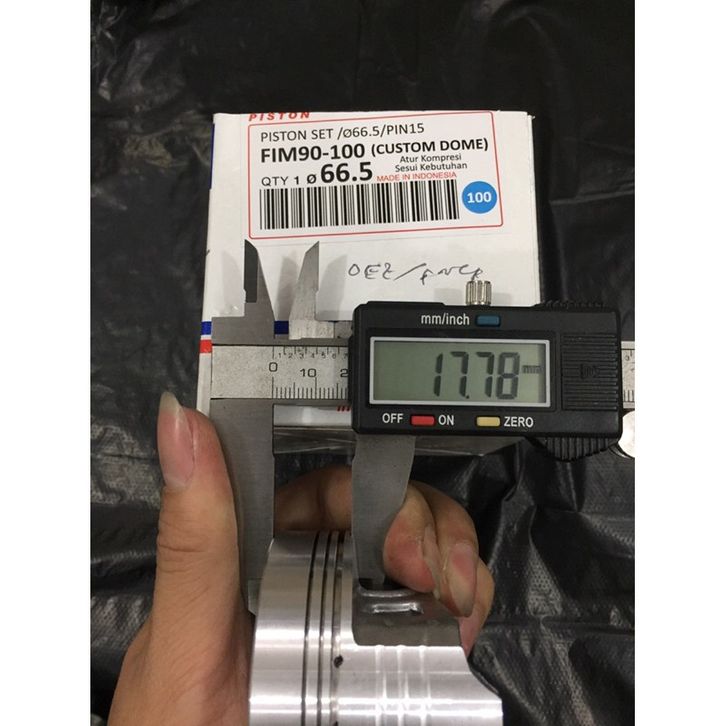 PISTON
PISTON SET /Ø66.5/PIN15
FIM90-100 (CUSTOM DOME)
QTY 1 Ø 66.5
Atur Kompresi
Sesui Kebutuhan
MADE IN INDONESIA
100
mm/inch
17.78 mm
0 10 2
OFF ON ZERO